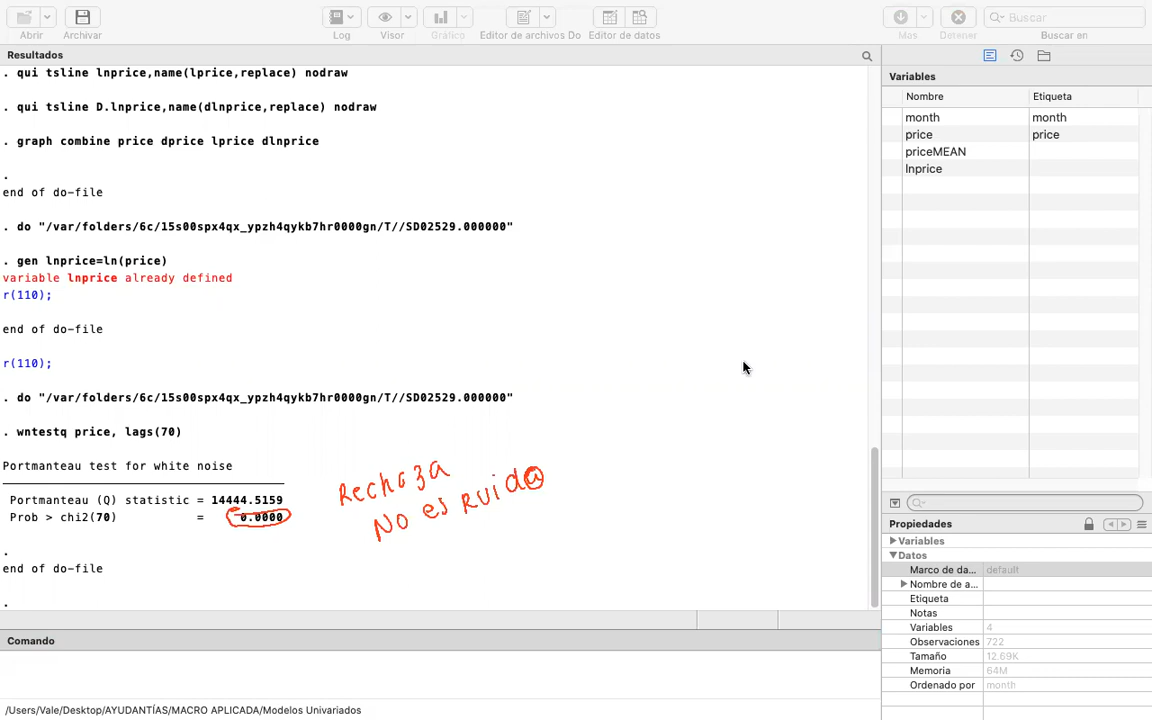 Abrir
Archivar
Log
Visor
Gráfico
Editor de archivos Do
Editor de datos
Más
Detener
Buscar
Buscar en
Resultados
. qui tsline lnprice,name(lprice,replace) nodraw
. qui tsline D.lnprice,name(dlnprice,replace) nodraw
. graph combine price dprice lprice dlnprice
.
end of do-file
. do "/var/folders/6c/15s00spx4qx_ypzh4qykb7hr0000gn/T//SD02529.000000"
. gen lnprice=ln(price)
variable lnprice already defined
r(110);
end of do-file
r(110);
. do "/var/folders/6c/15s00spx4qx_ypzh4qykb7hr0000gn/T//SD02529.000000"
. wntestq price, lags(70)
Portmanteau test for white noise
Portmanteau (Q) statistic = 14444.5159
Prob > chi2(70) = 0.0000
Rechaza
No es Ruido
.
end of do-file
.
Comando
/Users/Vale/Desktop/AYUDANTÍAS/MACRO APLICADA/Modelos Univariados
Variables
Nombre Etiqueta
month month
price price
priceMEAN
lnprice
Propiedades
Variables
Datos
Marco de da... default
Nombre de a...
Etiqueta
Notas
Variables 4
Observaciones 722
Tamaño 12.69K
Memoria 64M
Ordenado por month